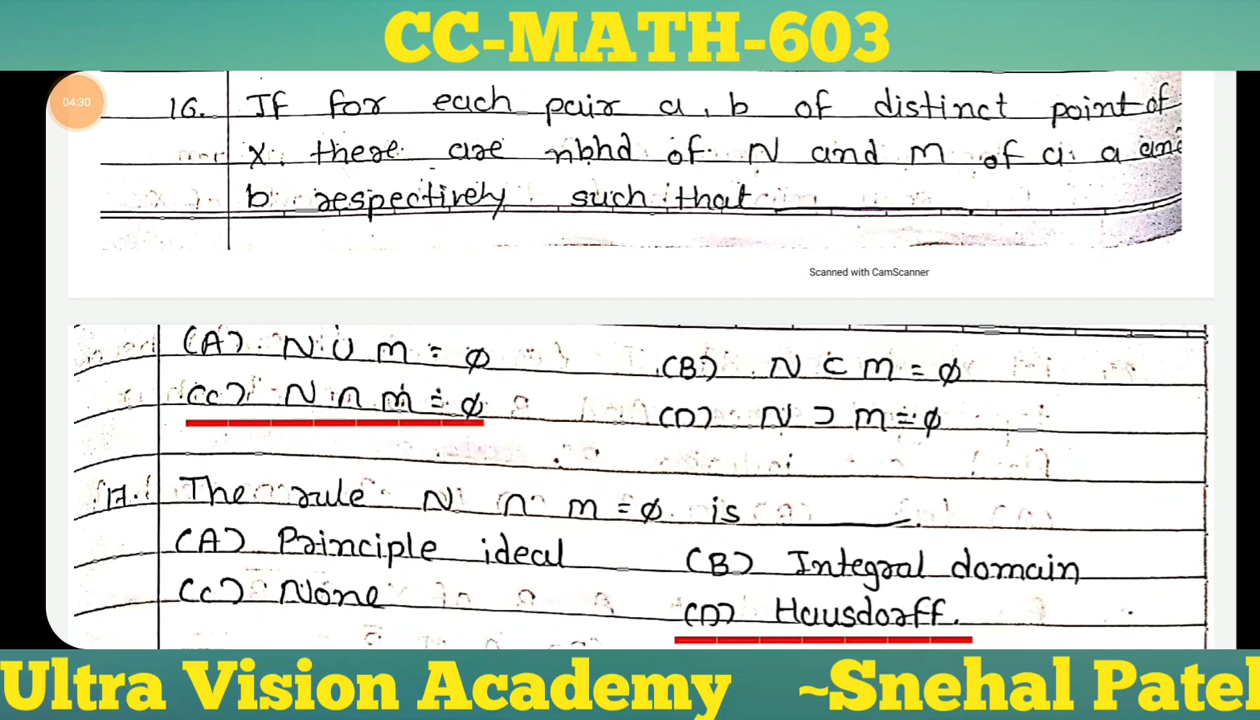 CC-MATH-603
04:30
16. If for each pair a, b of distinct point of
X. there are nbhd of N and M of a. a and
b respectively such that ________
Scanned with CamScanner
(A) N ∪ M = ϕ (B) N ⊂ M = ϕ
(C) N ∩ M = ϕ (D) N ⊃ M = ϕ
17. The rule N ∩ M = ϕ is ________.
(A) Principle ideal (B) Integral domain
(C) None (D) Hausdorff.
Ultra Vision Academy ~Snehal Patel